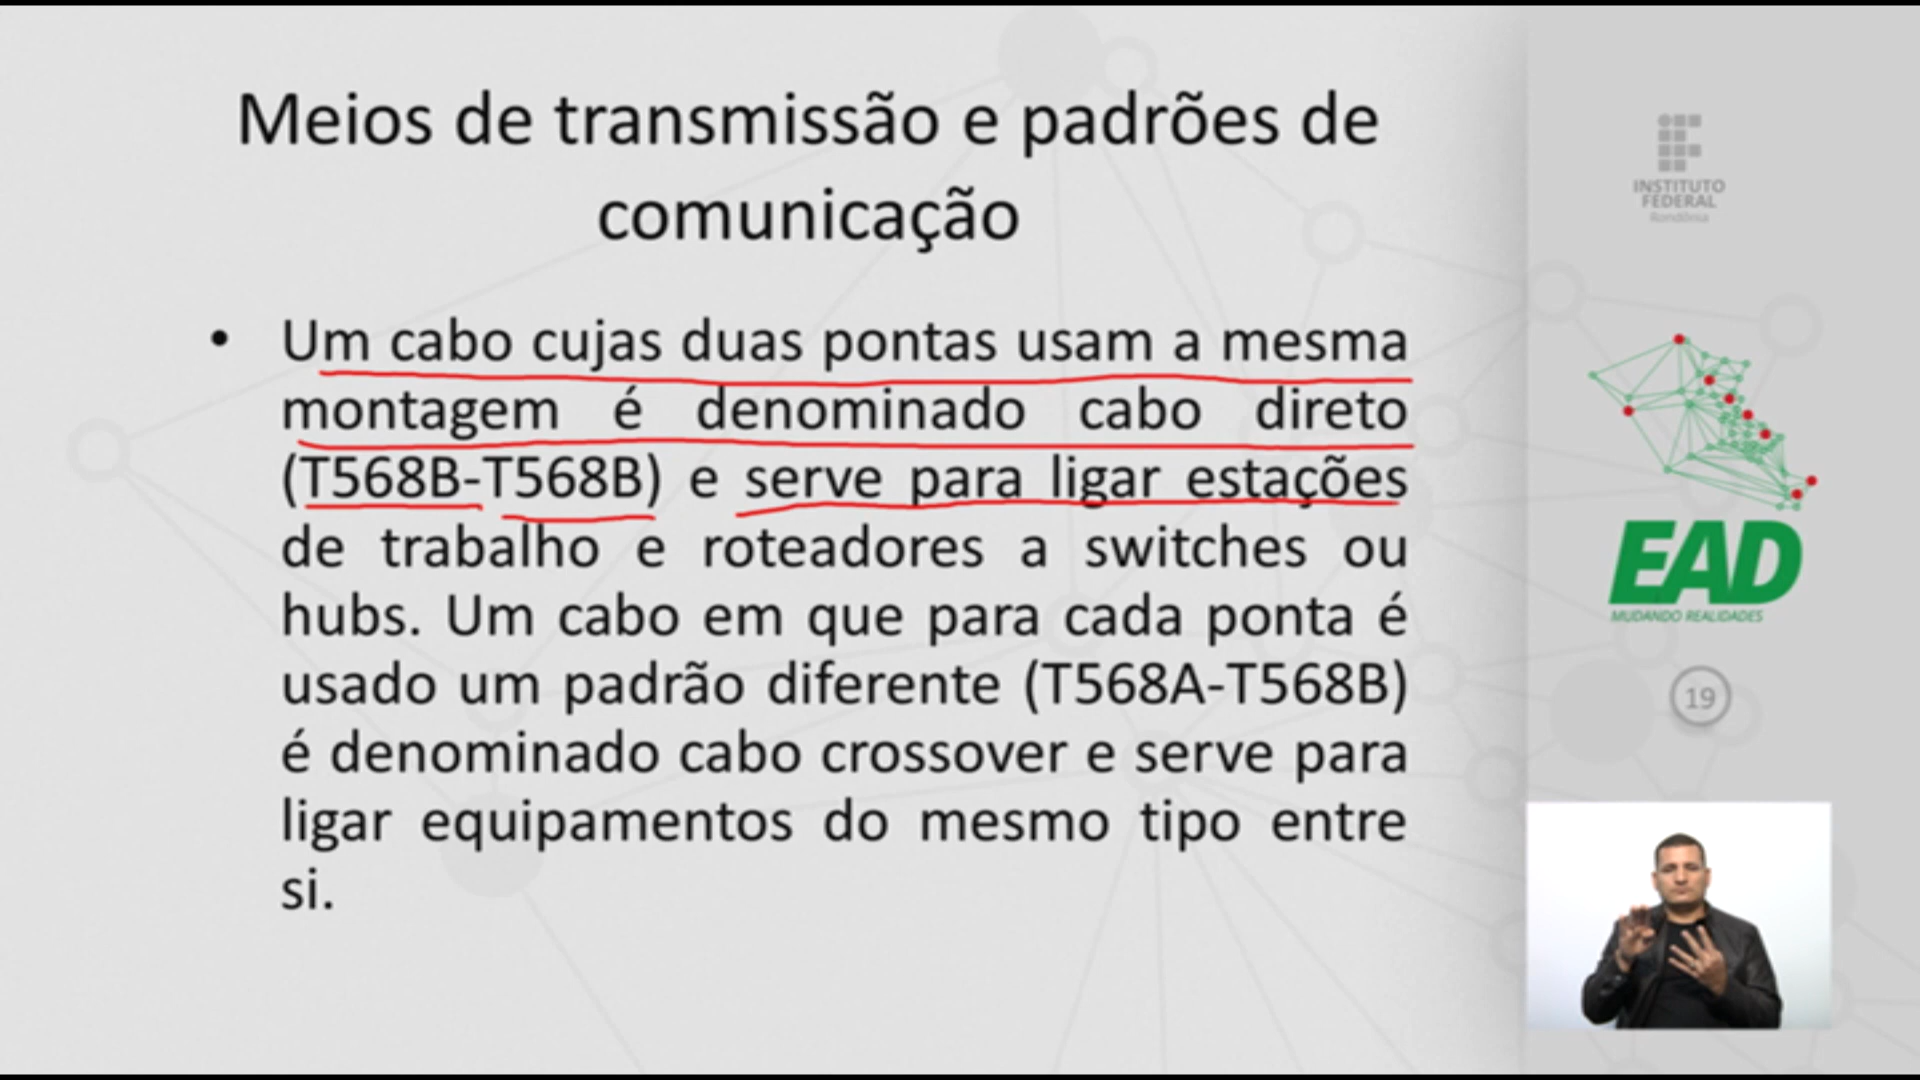 Meios de transmissão e padrões de
comunicação
• Um cabo cujas duas pontas usam a mesma
montagem é denominado cabo direto
(T568B-T568B) e serve para ligar estações
de trabalho e roteadores a switches ou
hubs. Um cabo em que para cada ponta é
usado um padrão diferente (T568A-T568B)
é denominado cabo crossover e serve para
ligar equipamentos do mesmo tipo entre
si.
INSTITUTO
FEDERAL
Rondônia
EAD
MUDANDO REALIDADES
19